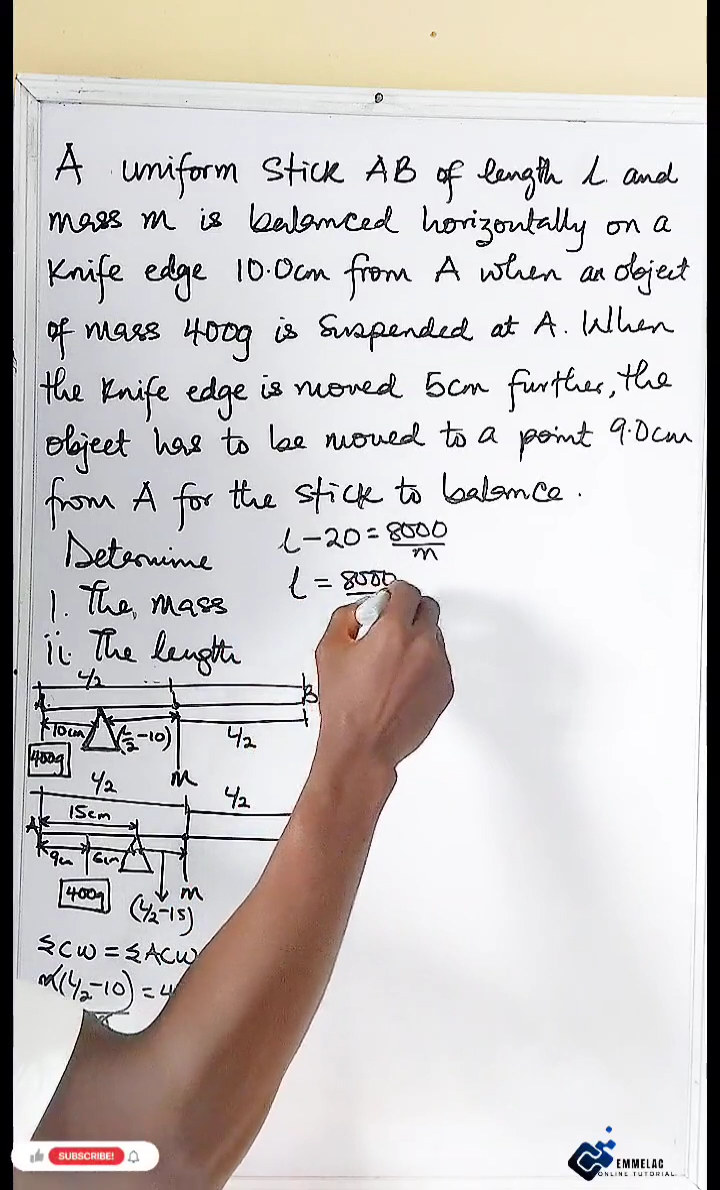 A uniform stick AB of length L and
mass m is balanced horizontally on a
Knife edge 10.0cm from A when an object
of mass 400g is suspended at A. When
the Knife edge is moved 5cm further, the
object has to be moved to a point 9.0cm
from A for the stick to balance.
Determine
i. The mass
ii. The length
L-20 = 8000/m
L = 8000
L/2
A
B
10cm
(L/2-10)
L/2
400g
m
L/2
L/2
15cm
A
9cm
6cm
400g
m
(L/2-15)
ΣCW = ΣACW
m(L/2-10) = 4
SUBSCRIBE!
EMMELAC
ONLINE TUTORIAL